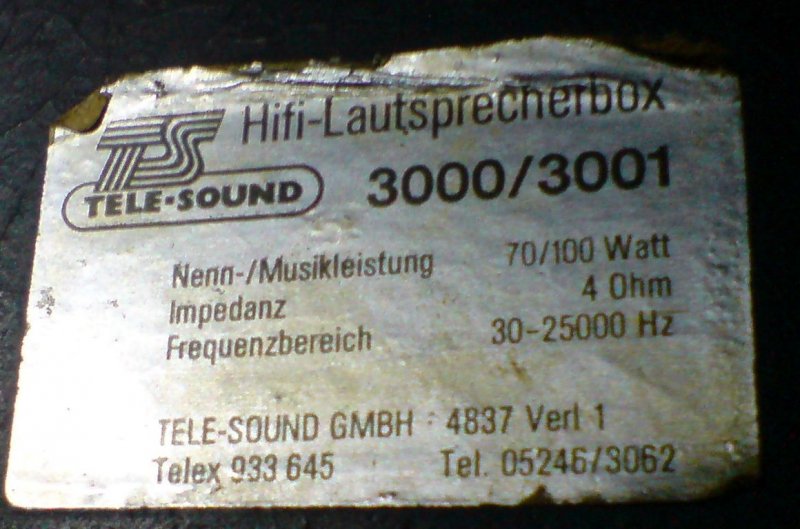 Hifi-Lautsprecherbox
TS
TELE-SOUND
3000/3001
Nenn-/Musikleistung 70/100 Watt
Impedanz 4 Ohm
Frequenzbereich 30-25000 Hz
TELE-SOUND GMBH · 4837 Verl 1
Telex 933 645 Tel. 05246/3062